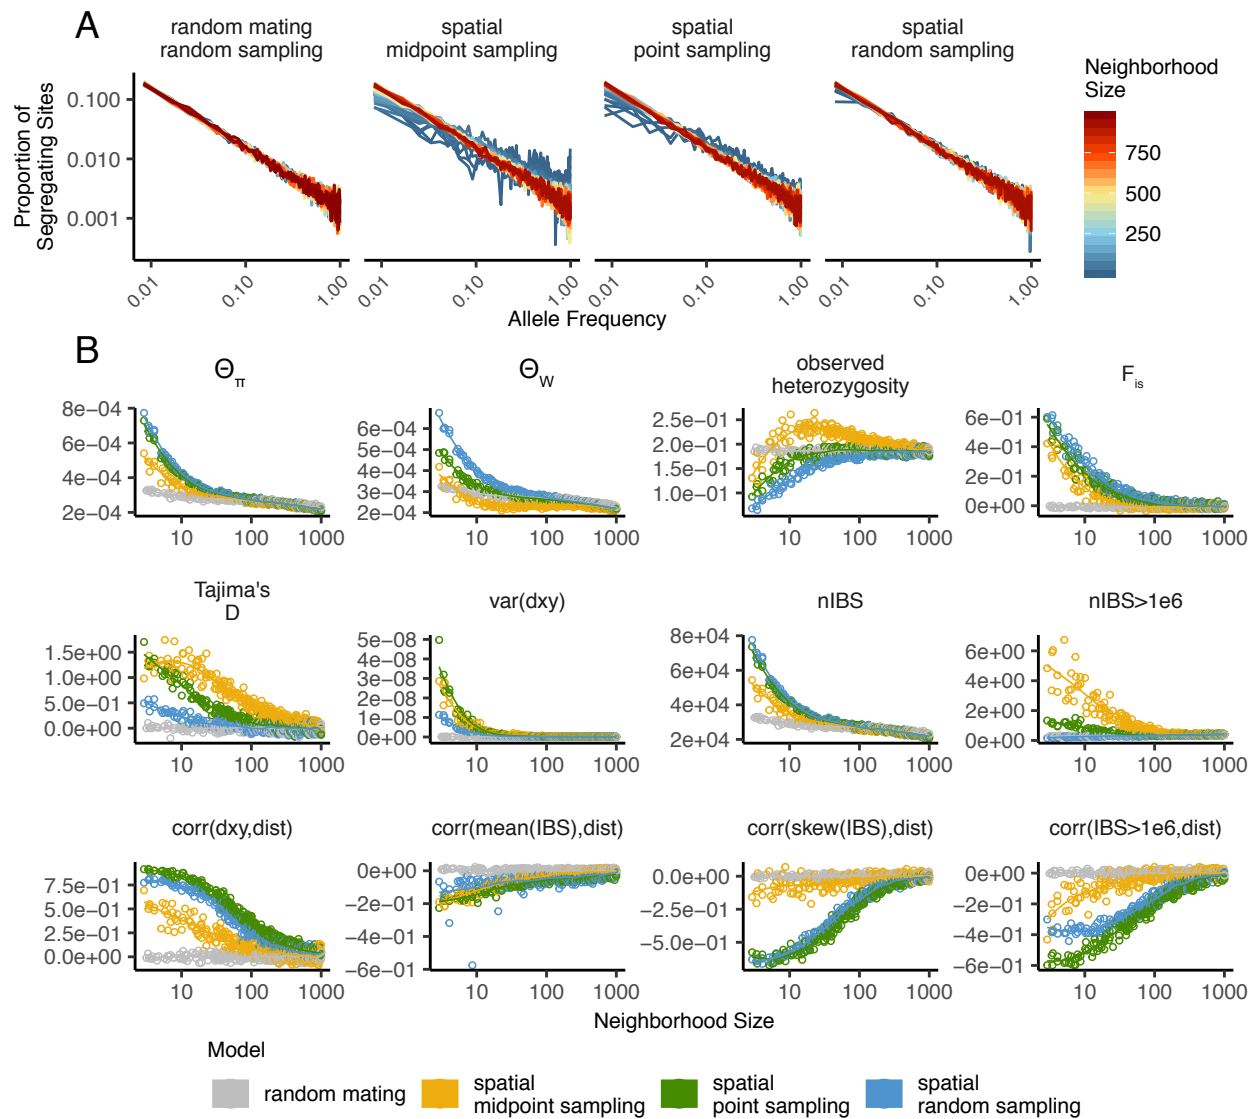 A
random mating
random sampling
spatial
midpoint sampling
spatial
point sampling
spatial
random sampling
Proportion of
Segregating Sites
0.100
0.010
0.001
0.01
0.10
1.00
0.01
0.10
1.00
0.01
0.10
1.00
0.01
0.10
1.00
Allele Frequency
Neighborhood
Size
750
500
250
B
Θπ
8e−04
6e−04
4e−04
2e−04
10
100
1000
ΘW
6e−04
5e−04
4e−04
3e−04
2e−04
10
100
1000
observed
heterozygosity
2.5e−01
2.0e−01
1.5e−01
1.0e−01
10
100
1000
Fis
6e−01
4e−01
2e−01
0e+00
10
100
1000
Tajima's
D
1.5e+00
1.0e+00
5.0e−01
0.0e+00
10
100
1000
var(dxy)
5e−08
4e−08
3e−08
2e−08
1e−08
0e+00
10
100
1000
nIBS
8e+04
6e+04
4e+04
2e+04
10
100
1000
nIBS>1e6
6e+00
4e+00
2e+00
0e+00
10
100
1000
corr(dxy,dist)
7.5e−01
5.0e−01
2.5e−01
0.0e+00
10
100
1000
corr(mean(IBS),dist)
0e+00
−2e−01
−4e−01
−6e−01
10
100
1000
corr(skew(IBS),dist)
0.0e+00
−2.5e−01
−5.0e−01
10
100
1000
corr(IBS>1e6,dist)
0e+00
−2e−01
−4e−01
−6e−01
10
100
1000
Neighborhood Size
Model
random mating
spatial
midpoint sampling
spatial
point sampling
spatial
random sampling